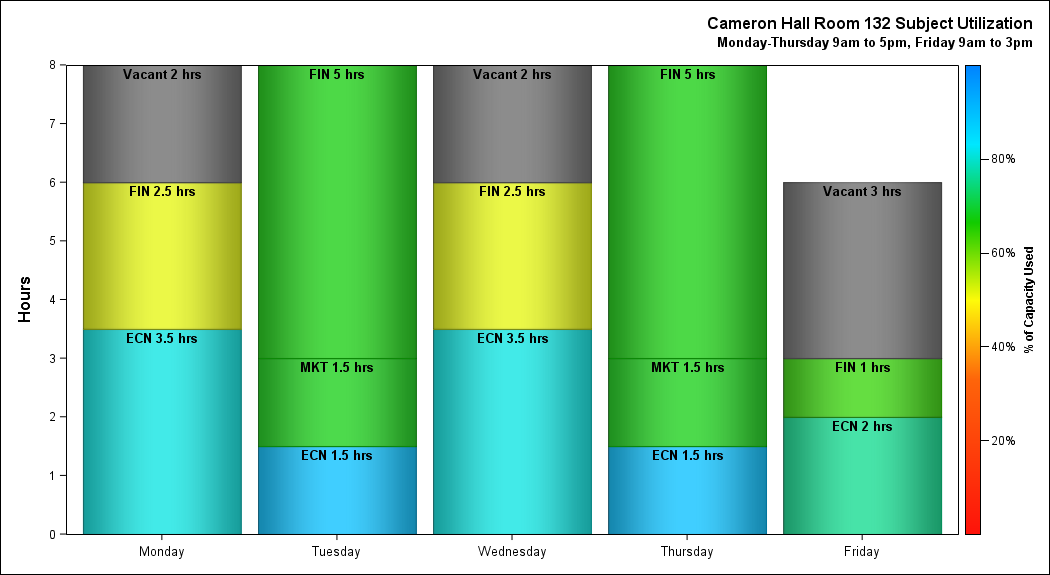 Cameron Hall Room 132 Subject Utilization
Monday-Thursday 9am to 5pm, Friday 9am to 3pm
Hours
8
7
6
5
4
3
2
1
0
Vacant 2 hrs
FIN 2.5 hrs
ECN 3.5 hrs
Monday
FIN 5 hrs
MKT 1.5 hrs
ECN 1.5 hrs
Tuesday
Vacant 2 hrs
FIN 2.5 hrs
ECN 3.5 hrs
Wednesday
FIN 5 hrs
MKT 1.5 hrs
ECN 1.5 hrs
Thursday
Vacant 3 hrs
FIN 1 hrs
ECN 2 hrs
Friday
80%
60%
40%
20%
% of Capacity Used